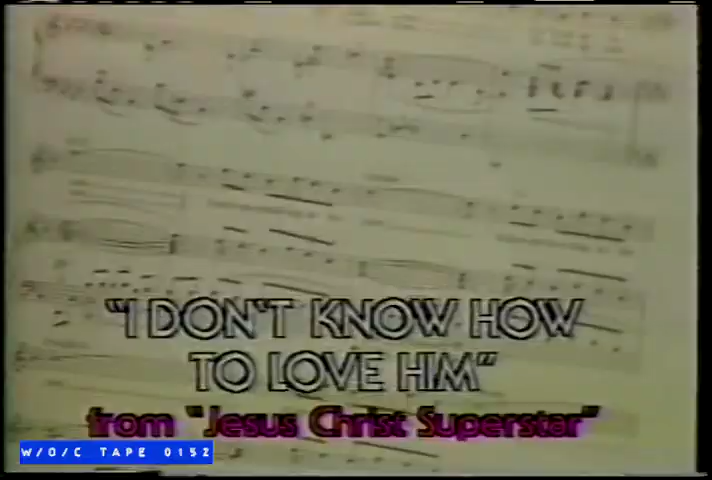 "I DON'T KNOW HOW
TO LOVE HIM"
from "Jesus Christ Superstar"
W/O/C TAPE 0152